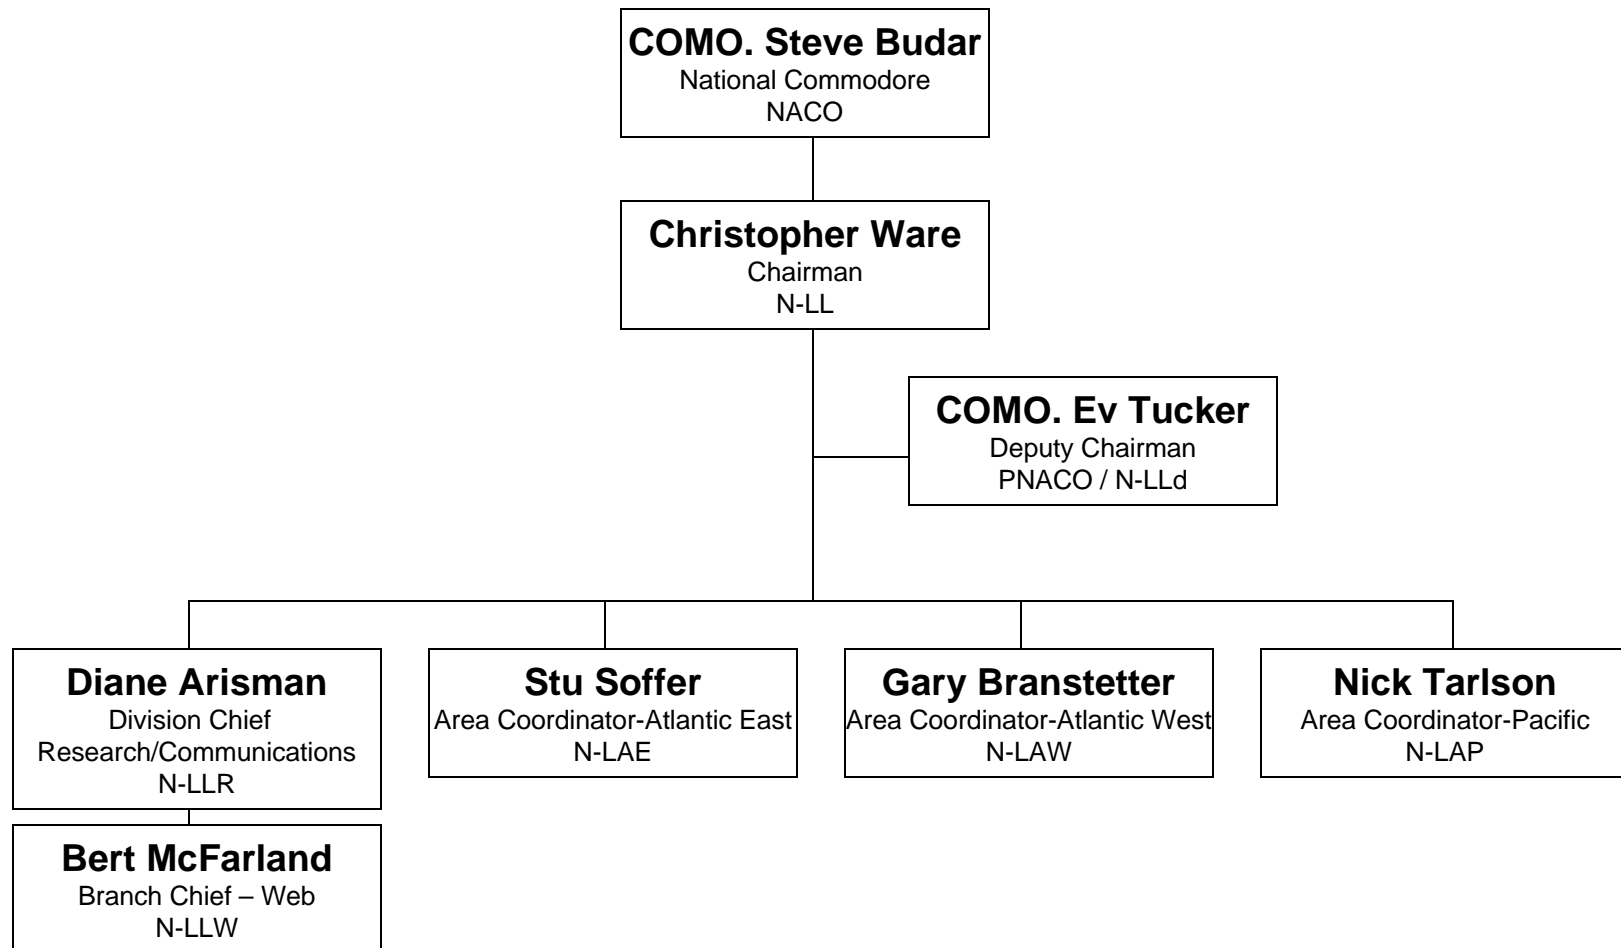 COMO. Steve Budar
National Commodore
NACO
Christopher Ware
Chairman
N-LL
COMO. Ev Tucker
Deputy Chairman
PNACO / N-LLd
Diane Arisman
Division Chief
Research/Communications
N-LLR
Stu Soffer
Area Coordinator-Atlantic East
N-LAE
Gary Branstetter
Area Coordinator-Atlantic West
N-LAW
Nick Tarlson
Area Coordinator-Pacific
N-LAP
Bert McFarland
Branch Chief – Web
N-LLW